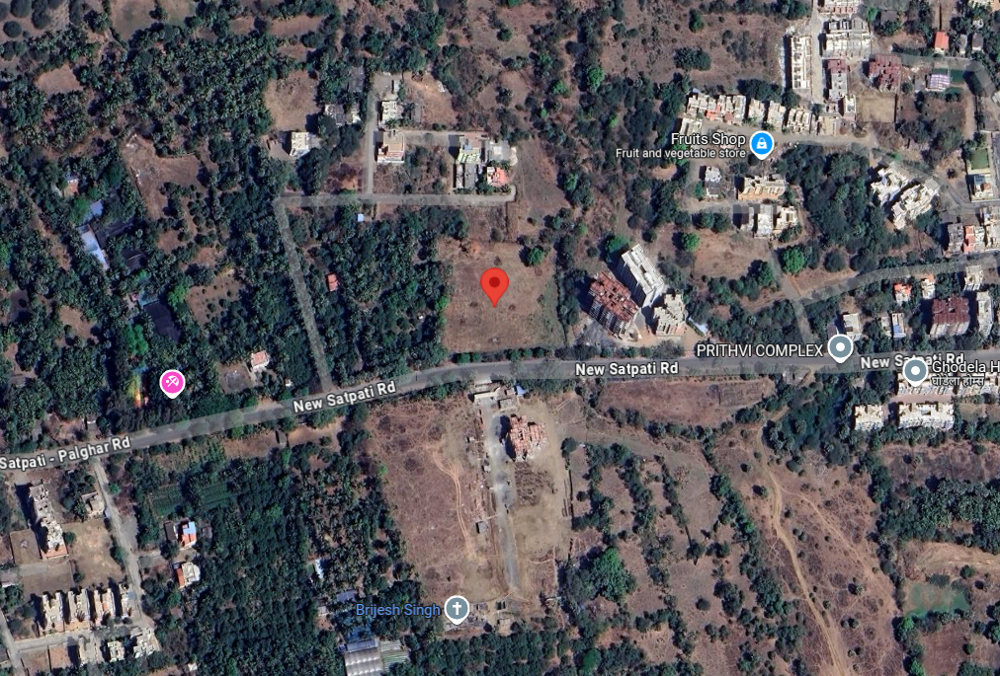 Fruits Shop
Fruit and vegetable store
PRITHVI COMPLEX
New Satpati Rd
New Satpati Rd
Ghodela H
New Satpati Rd
Satpati - Palghar Rd
Brijesh Singh